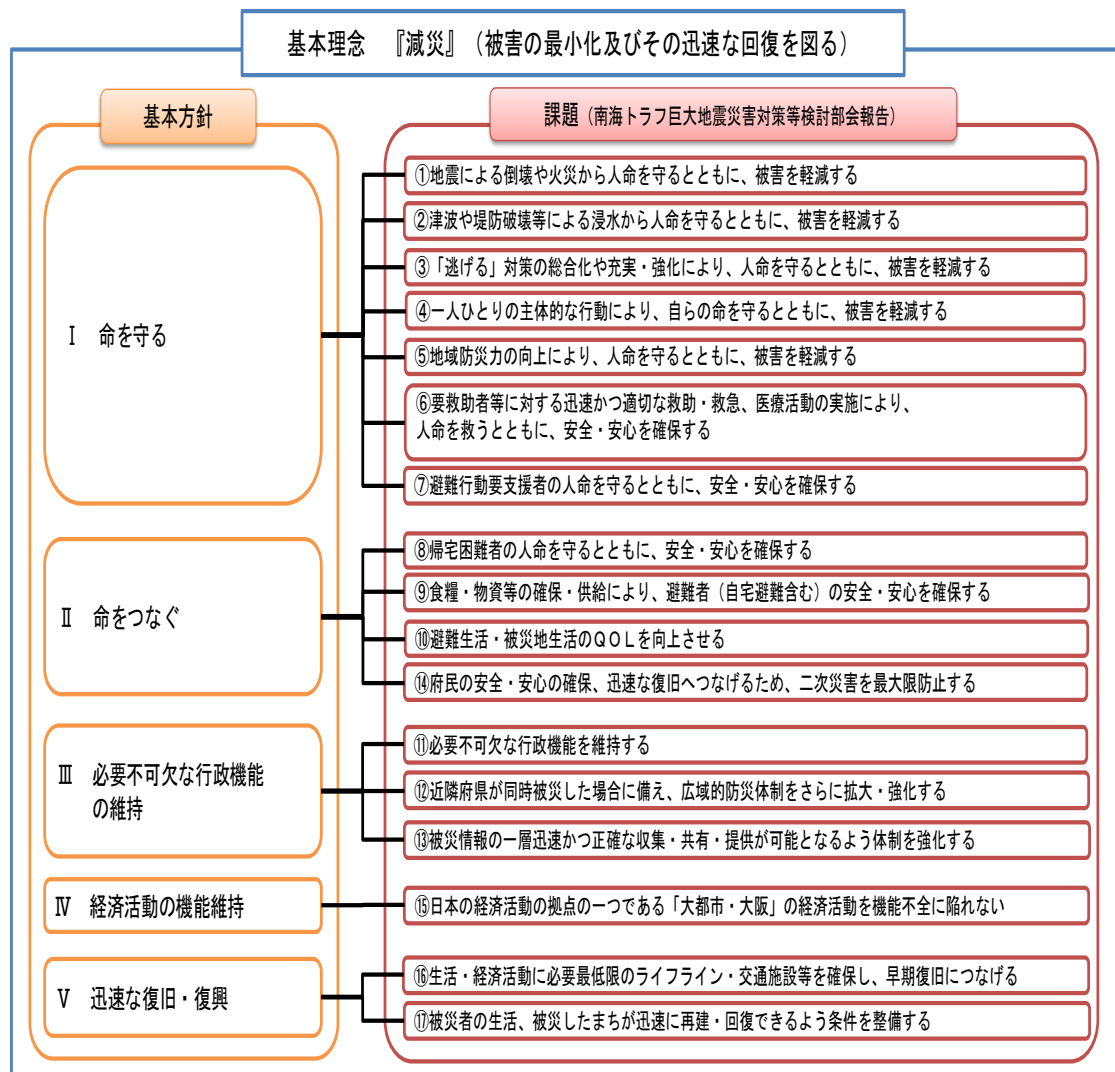 基本理念　『減災』（被害の最小化及びその迅速な回復を図る）
基本方針
課題（南海トラフ巨大地震災害対策等検討部会報告）
Ⅰ　命を守る
①地震による倒壊や火災から人命を守るとともに、被害を軽減する
②津波や堤防破壊等による浸水から人命を守るとともに、被害を軽減する
③「逃げる」対策の総合化や充実・強化により、人命を守るとともに、被害を軽減する
④一人ひとりの主体的な行動により、自らの命を守るとともに、被害を軽減する
⑤地域防災力の向上により、人命を守るとともに、被害を軽減する
⑥要救助者等に対する迅速かつ適切な救助・救急、医療活動の実施により、
人命を救うとともに、安全・安心を確保する
⑦避難行動要支援者の人命を守るとともに、安全・安心を確保する
Ⅱ　命をつなぐ
⑧帰宅困難者の人命を守るとともに、安全・安心を確保する
⑨食糧・物資等の確保・供給により、避難者（自宅避難含む）の安全・安心を確保する
⑩避難生活・被災地生活のＱＯＬを向上させる
⑭府民の安全・安心の確保、迅速な復旧へつなげるため、二次災害を最大限防止する
Ⅲ　必要不可欠な行政機能
の維持
⑪必要不可欠な行政機能を維持する
⑫近隣府県が同時被災した場合に備え、広域的防災体制をさらに拡大・強化する
⑬被災情報の一層迅速かつ正確な収集・共有・提供が可能となるよう体制を強化する
Ⅳ　経済活動の機能維持
⑮日本の経済活動の拠点の一つである「大都市・大阪」の経済活動を機能不全に陥れない
Ⅴ　迅速な復旧・復興
⑯生活・経済活動に必要最低限のライフライン・交通施設等を確保し、早期復旧につなげる
⑰被災者の生活、被災したまちが迅速に再建・回復できるよう条件を整備する